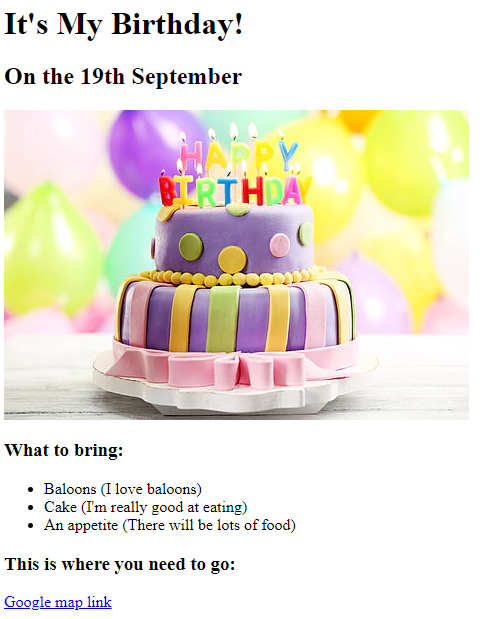 It's My Birthday!
On the 19th September
HAPPY
BIRTHDAY
What to bring:
Baloons (I love baloons)
Cake (I'm really good at eating)
An appetite (There will be lots of food)
This is where you need to go:
Google map link